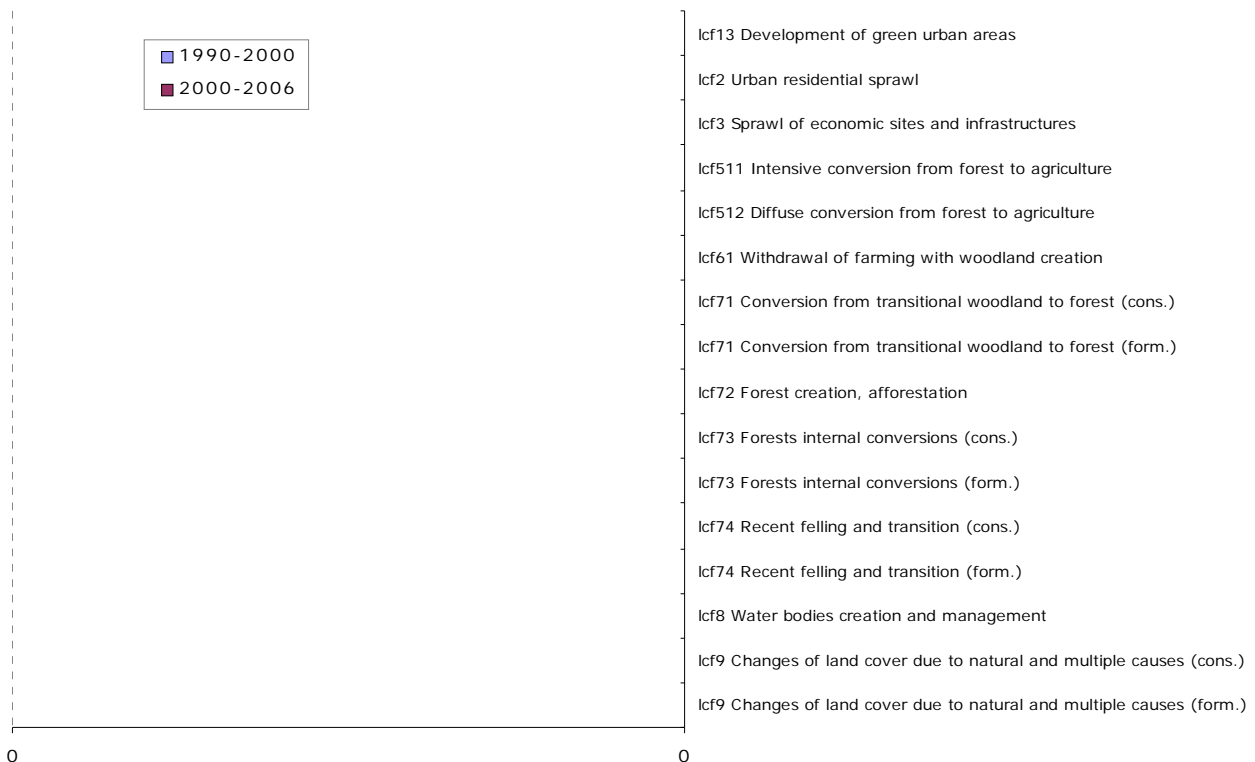 1990-2000
2000-2006
lcf13 Development of green urban areas
lcf2 Urban residential sprawl
lcf3 Sprawl of economic sites and infrastructures
lcf511 Intensive conversion from forest to agriculture
lcf512 Diffuse conversion from forest to agriculture
lcf61 Withdrawal of farming with woodland creation
lcf71 Conversion from transitional woodland to forest (cons.)
lcf71 Conversion from transitional woodland to forest (form.)
lcf72 Forest creation, afforestation
lcf73 Forests internal conversions (cons.)
lcf73 Forests internal conversions (form.)
lcf74 Recent felling and transition (cons.)
lcf74 Recent felling and transition (form.)
lcf8 Water bodies creation and management
lcf9 Changes of land cover due to natural and multiple causes (cons.)
lcf9 Changes of land cover due to natural and multiple causes (form.)
0 0